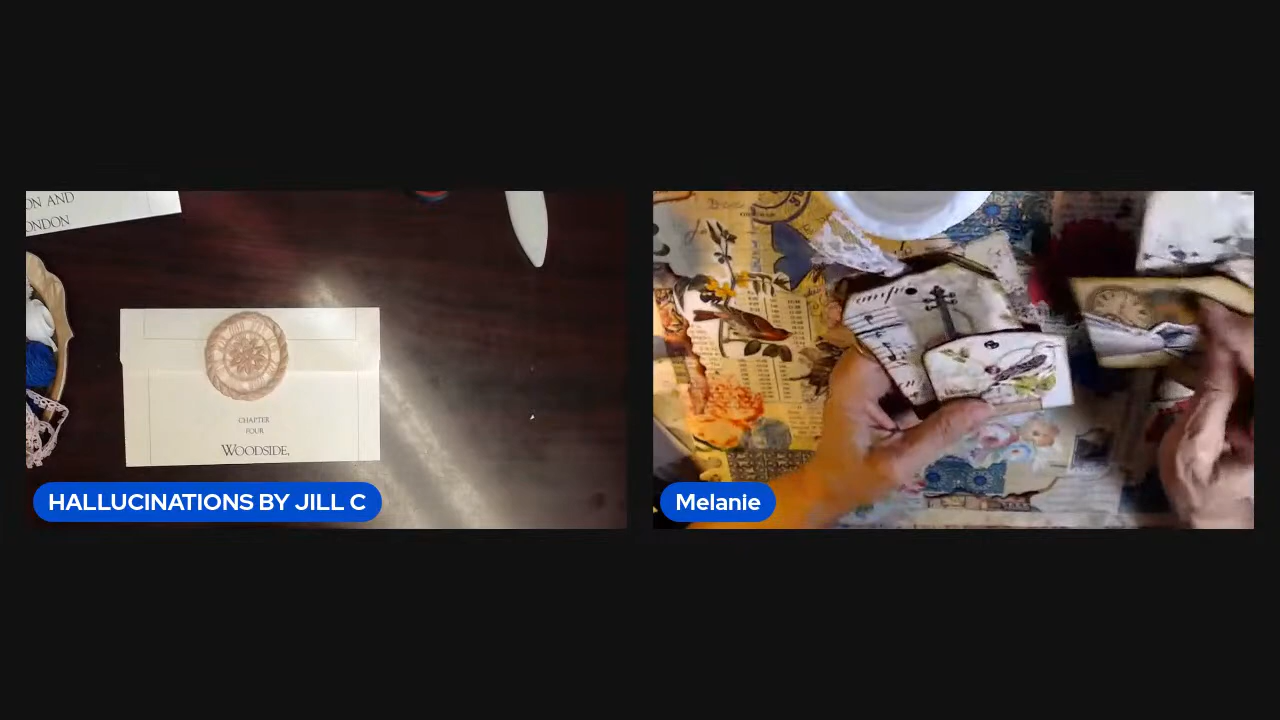 ON AND
ONDON
CHAPTER
FOUR
WOODSIDE,
HALLUCINATIONS BY JILL C
Melanie